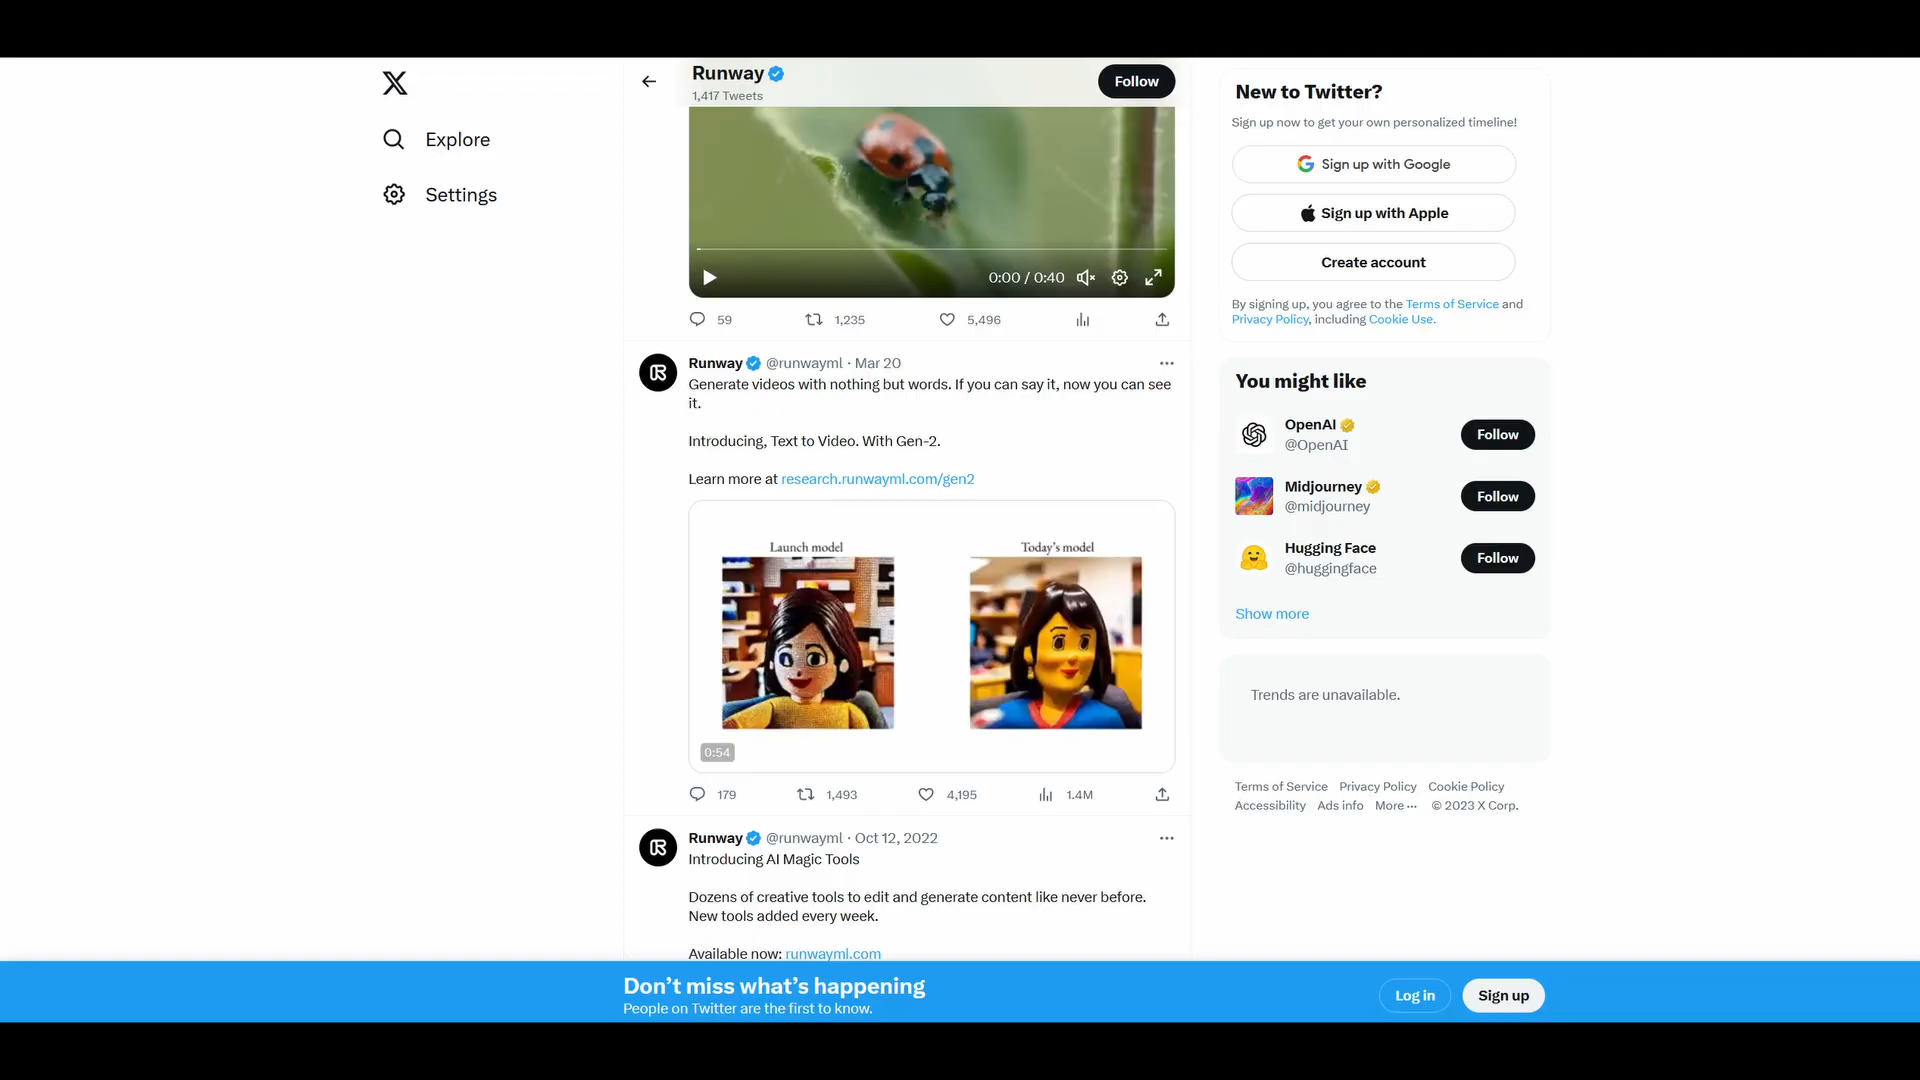 Explore
Settings
Runway
1,417 Tweets
Follow
0:00 / 0:40
59
1,235
5,496
Runway @runwayml · Mar 20
Generate videos with nothing but words. If you can say it, now you can see
it.
Introducing, Text to Video. With Gen-2.
Learn more at research.runwayml.com/gen2
Launch model
Today's model
0:54
179
1,493
4,195
1.4M
Runway @runwayml · Oct 12, 2022
Introducing AI Magic Tools
Dozens of creative tools to edit and generate content like never before.
New tools added every week.
Available now: runwayml.com
New to Twitter?
Sign up now to get your own personalized timeline!
Sign up with Google
Sign up with Apple
Create account
By signing up, you agree to the Terms of Service and
Privacy Policy, including Cookie Use.
You might like
OpenAI
@OpenAI
Follow
Midjourney
@midjourney
Follow
Hugging Face
@huggingface
Follow
Show more
Trends are unavailable.
Terms of Service Privacy Policy Cookie Policy
Accessibility Ads info More ··· © 2023 X Corp.
Don't miss what's happening
People on Twitter are the first to know.
Log in
Sign up